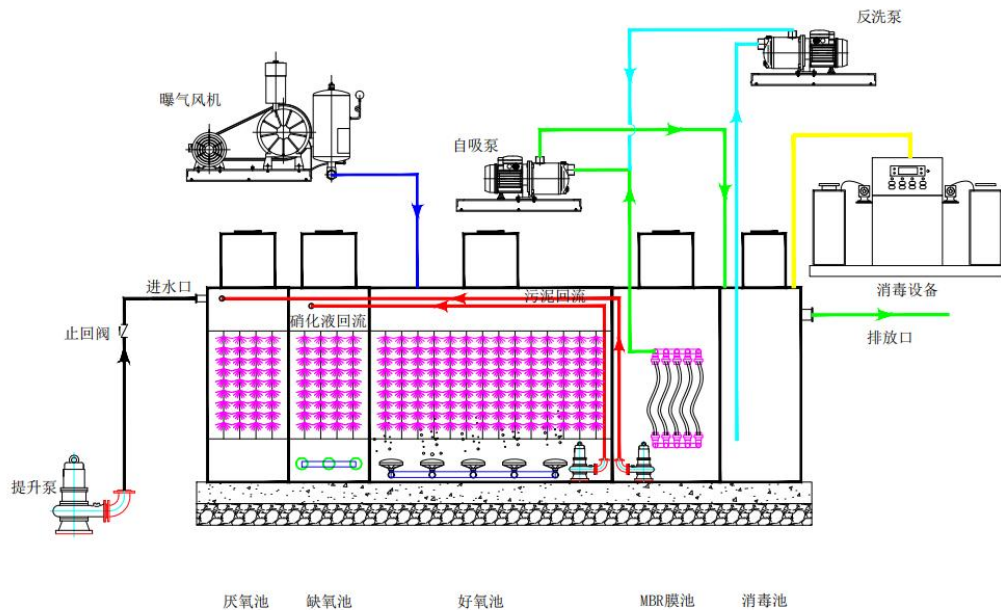 反洗泵
曝气风机
自吸泵
进水口
污泥回流
消毒设备
硝化液回流
止回阀
排放口
提升泵
厌氧池
缺氧池
好氧池
MBR膜池
消毒池